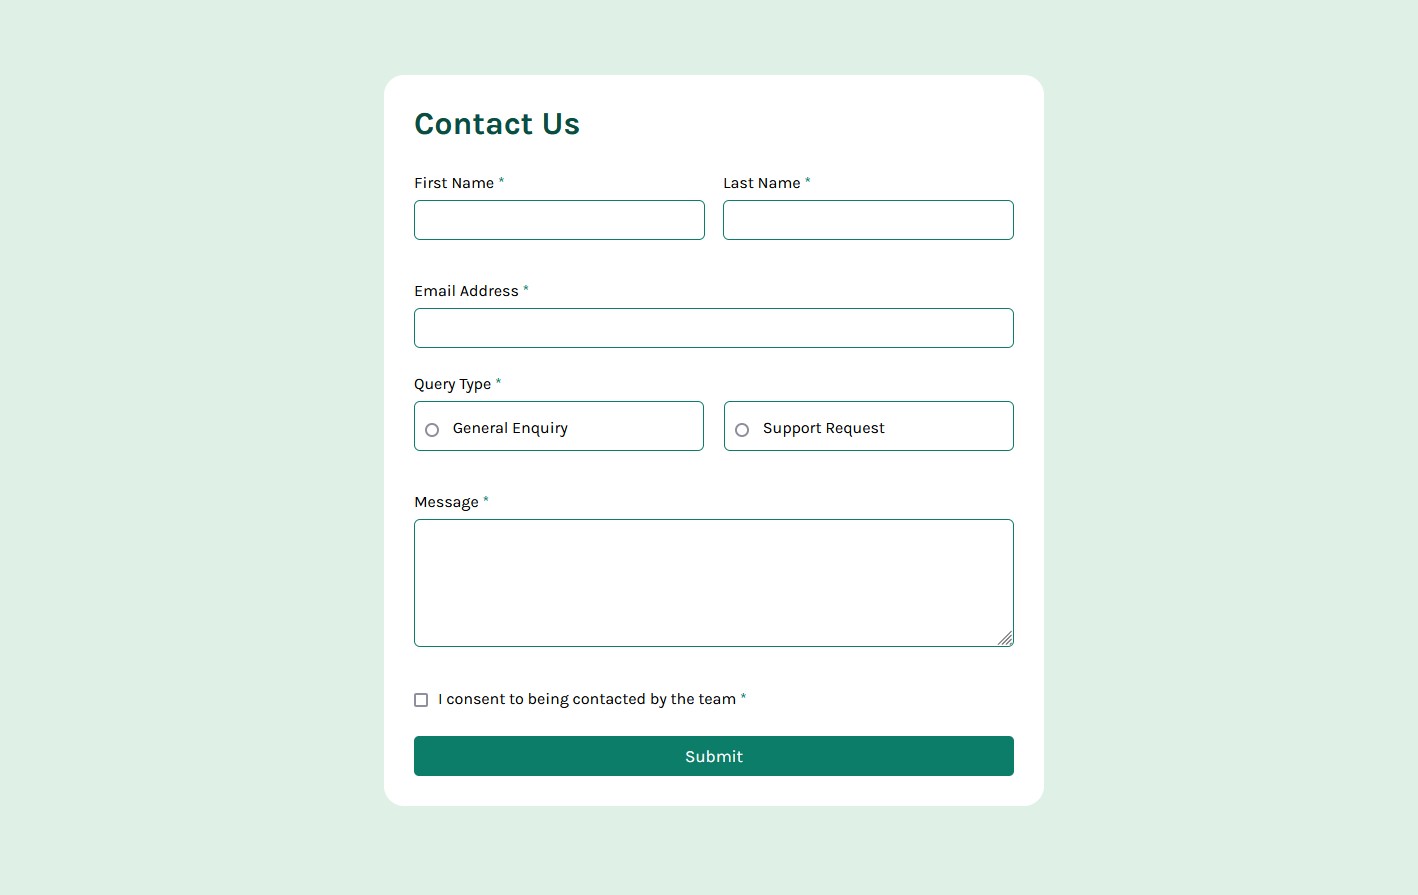 Contact Us
First Name * Last Name *
Email Address *
Query Type *
General Enquiry Support Request
Message *
I consent to being contacted by the team *
Submit